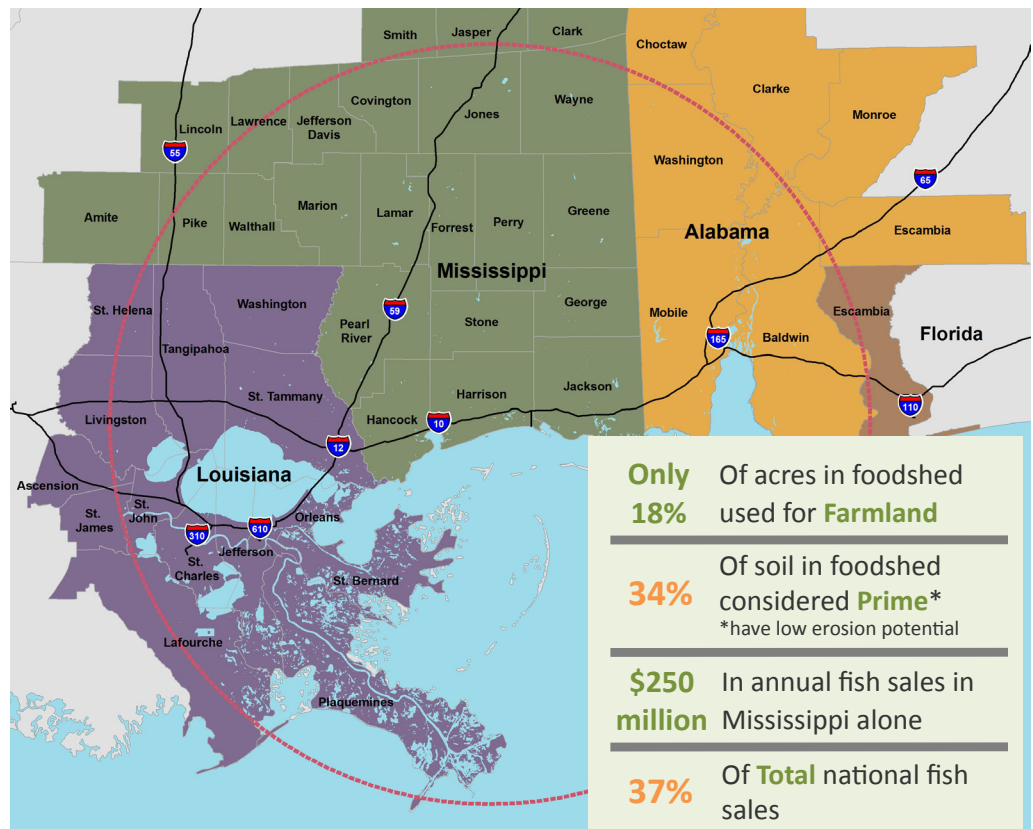 Smith
Jasper
Clark
Choctaw
Clarke
Covington
Wayne
Jones
Monroe
Lawrence
Jefferson
Davis
Lincoln
55
Washington
65
Marion
Greene
Amite
Pike
Walthall
Lamar
Forrest
Perry
Alabama
Escambia
Mississippi
St. Helena
Washington
George
59
Mobile
Escambia
Pearl
River
Stone
165
Baldwin
Florida
Tangipahoa
Jackson
Harrison
St. Tammany
110
Livingston
Hancock
10
12
Louisiana
Ascension
St.
James
St.
John
Orleans
610
310
Jefferson
St.
Charles
St. Bernard
Lafourche
Plaquemines
Only
18%
Of acres in foodshed
used for Farmland
34%
Of soil in foodshed
considered Prime*
*have low erosion potential
$250
million
In annual fish sales in
Mississippi alone
37%
Of Total national fish
sales